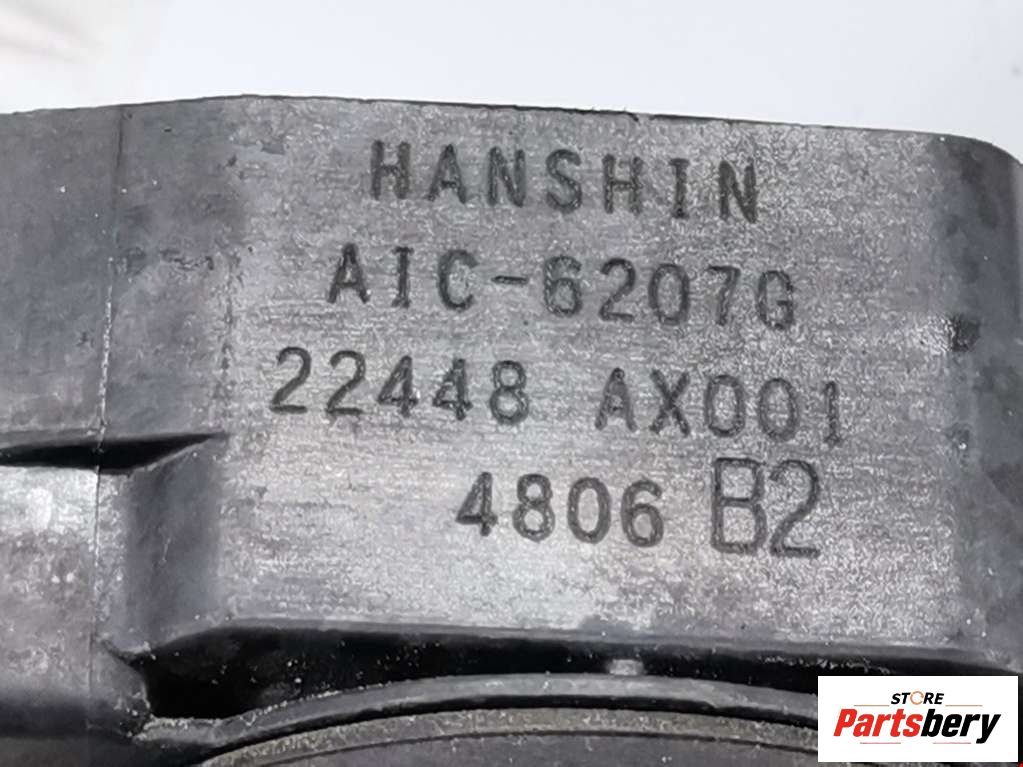 HANSHIN
AIC-6207G
22448 AX001
4806 B2
STORE
Partsbery